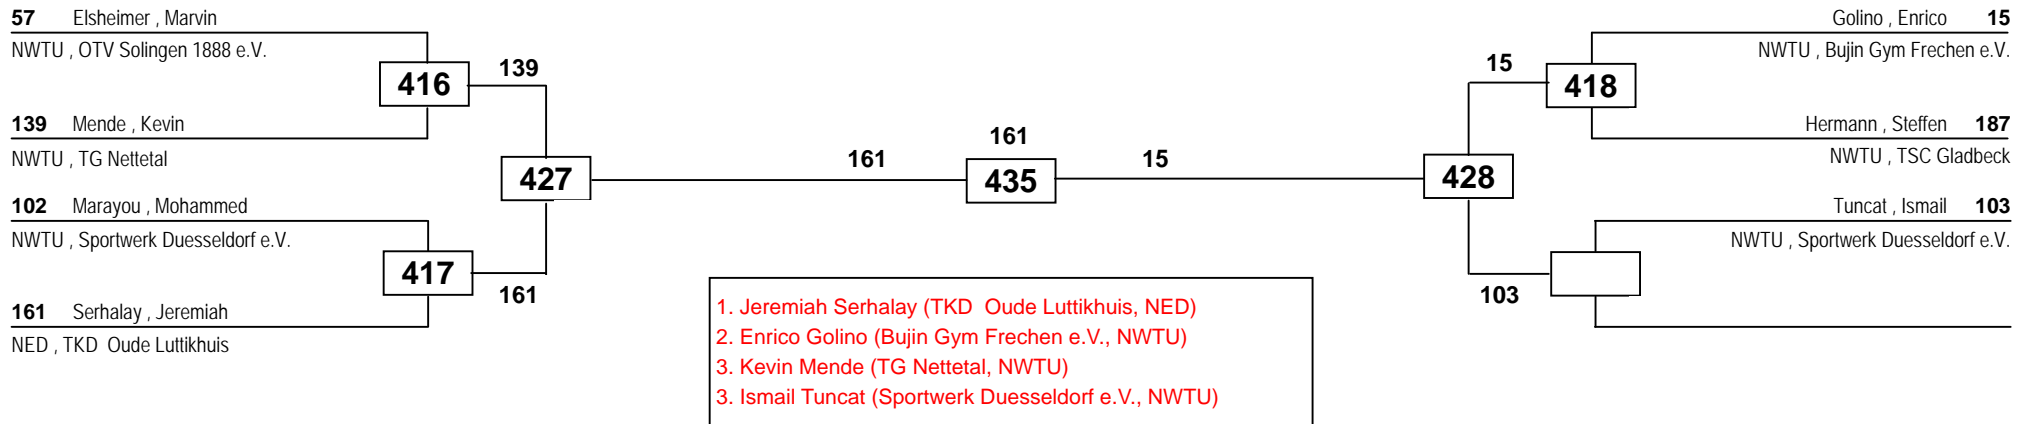 57 Elsheimer , Marvin
NWTU , OTV Solingen 1888 e.V.
416
139
139 Mende , Kevin
NWTU , TG Nettetal
427
102 Marayou , Mohammed
NWTU , Sportwerk Duesseldorf e.V.
417
161
161 Serhalay , Jeremiah
NED , TKD Oude Luttikhuis
161
161
435
15
Golino , Enrico 15
NWTU , Bujin Gym Frechen e.V.
15
418
Hermann , Steffen 187
NWTU , TSC Gladbeck
428
Tuncat , Ismail 103
NWTU , Sportwerk Duesseldorf e.V.
103
1. Jeremiah Serhalay (TKD Oude Luttikhuis, NED)
2. Enrico Golino (Bujin Gym Frechen e.V., NWTU)
3. Kevin Mende (TG Nettetal, NWTU)
3. Ismail Tuncat (Sportwerk Duesseldorf e.V., NWTU)